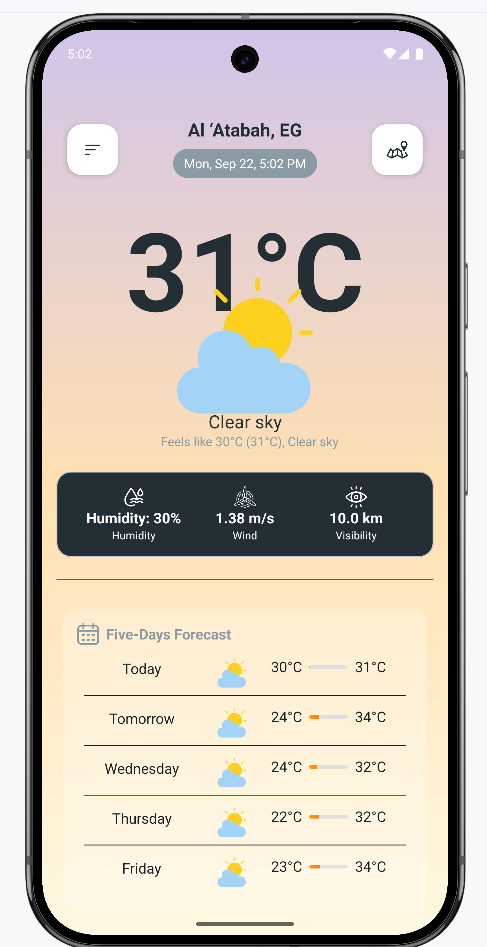 5:02
Al ‘Atabah, EG
Mon, Sep 22, 5:02 PM
31°C
Clear sky
Feels like 30°C (31°C), Clear sky
Humidity: 30% 1.38 m/s 10.0 km
Humidity Wind Visibility
Five-Days Forecast
Today 30°C 31°C
Tomorrow 24°C 34°C
Wednesday 24°C 32°C
Thursday 22°C 32°C
Friday 23°C 34°C